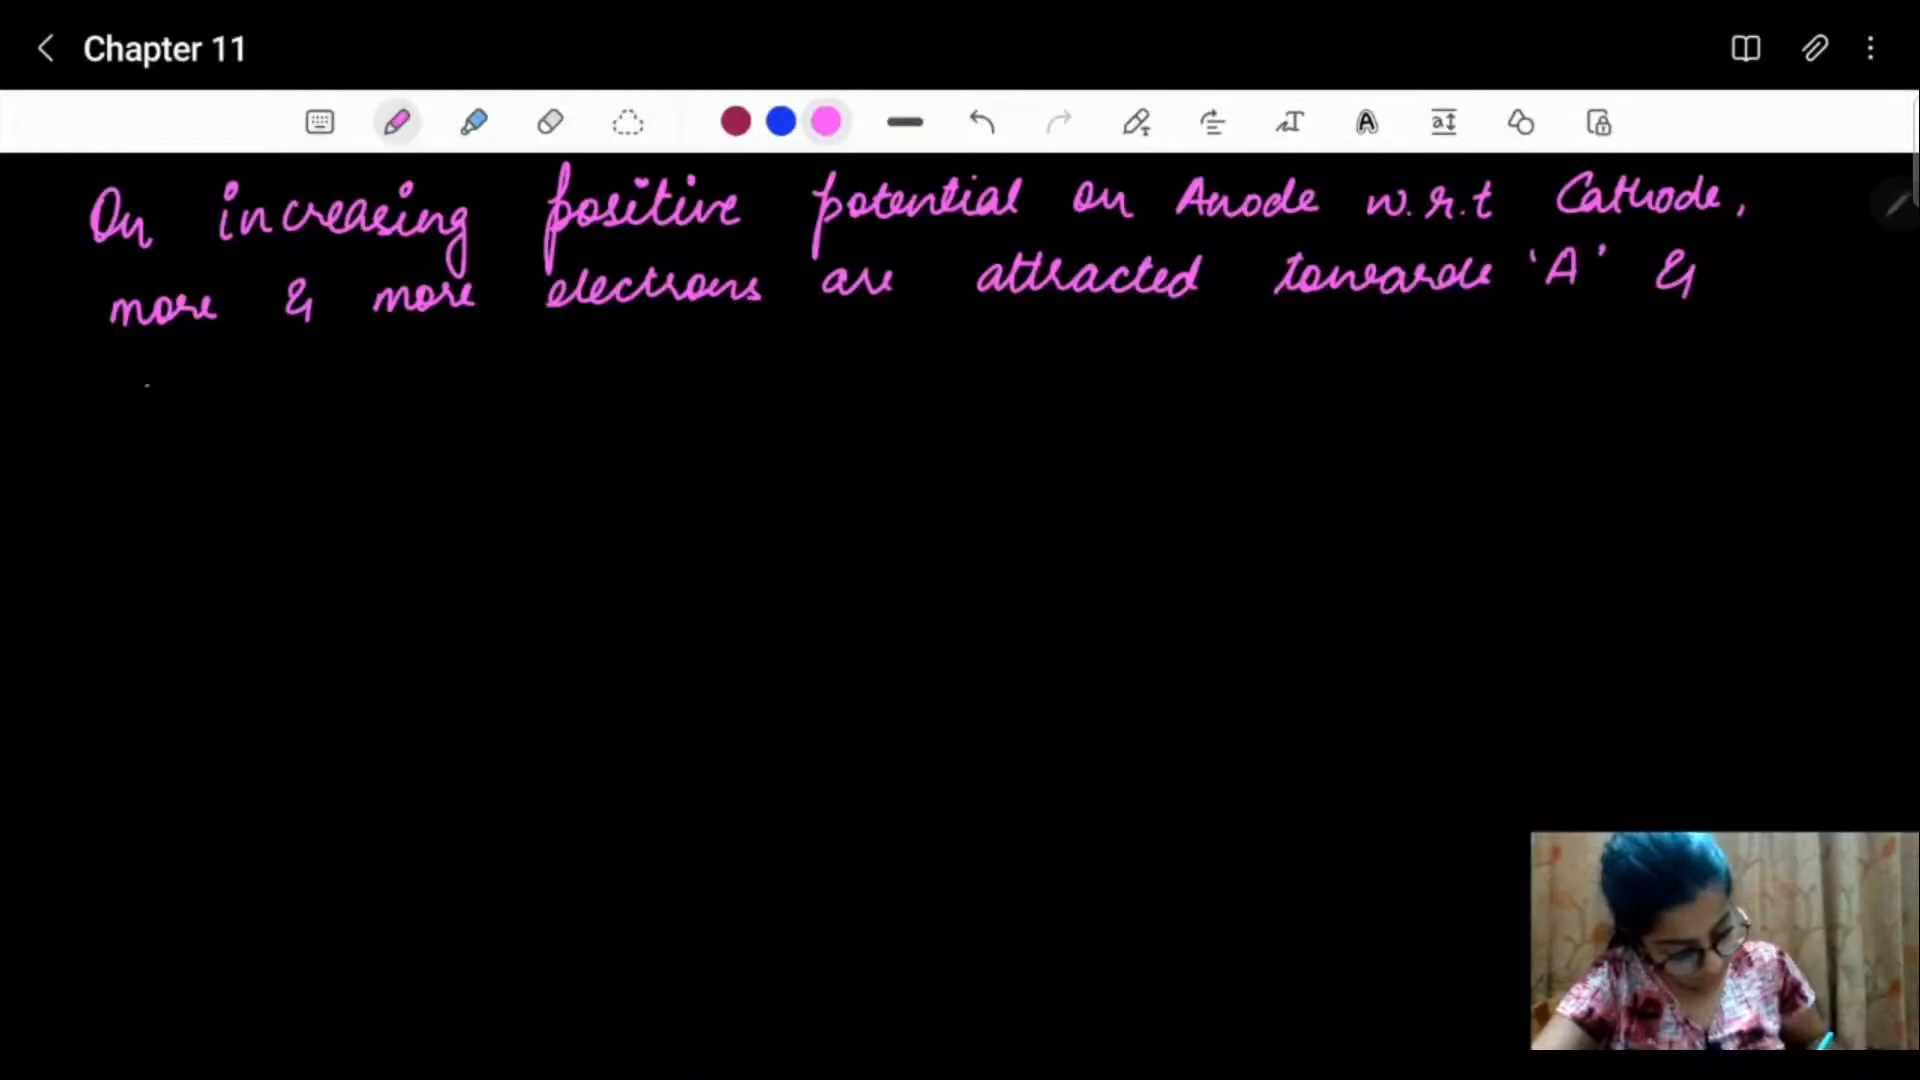 Chapter 11
On increasing positive potential on Anode w.r.t Cathode,
more & more electrons are attracted towards 'A' &